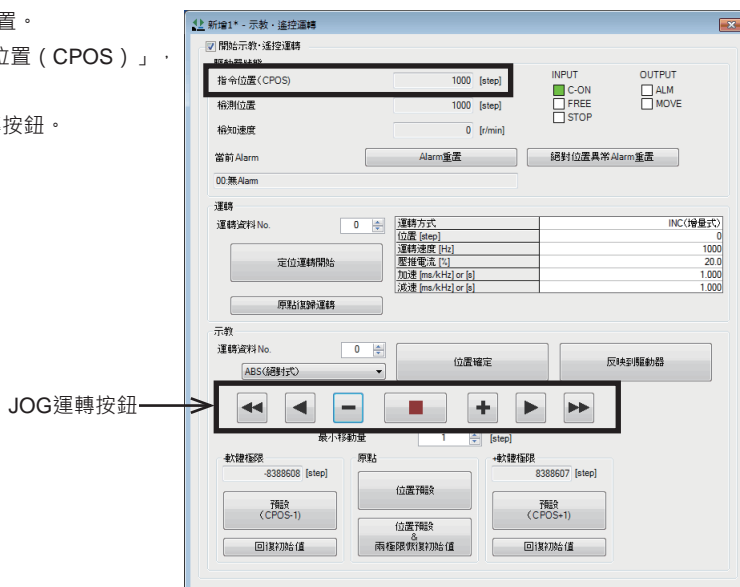 置。
位置（CPOS）」，
按鈕。
JOG運轉按鈕
新增1* - 示教・遙控運轉
開始示教・遙控運轉
指令位置(CPOS) 1000 [step]
檢測位置 1000 [step]
檢知速度 0 [r/min]
INPUT OUTPUT
C-ON ALM
FREE MOVE
STOP
當前 Alarm Alarm重置 絕對位置異常 Alarm重置
00:無Alarm
運轉
運轉資料 No. 0
定位運轉開始
原點復歸運轉
運轉方式 INC(增量式)
位置 [step] 0
運轉速度 [Hz] 1000
壓推電流 [%] 20.0
加速 [ms/kHz] or [s] 1.000
減速 [ms/kHz] or [s] 1.000
示教
運轉資料 No. 0
ABS(絕對式)
位置確定 反映到驅動器
最小移動量 1 [step]
-軟體極限
-8388608 [step]
預設
(CPOS-1)
回復初始值
原點
位置預設
位置預設
&
兩極限恢復初始值
+軟體極限
8388607 [step]
預設
(CPOS+1)
回復初始值